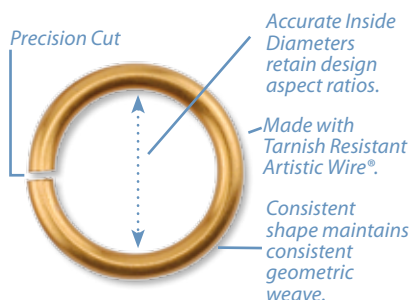 Precision Cut
Accurate Inside
Diameters
retain design
aspect ratios.
Made with
Tarnish Resistant
Artistic Wire®.
Consistent
shape maintains
consistent
geometric
weave.